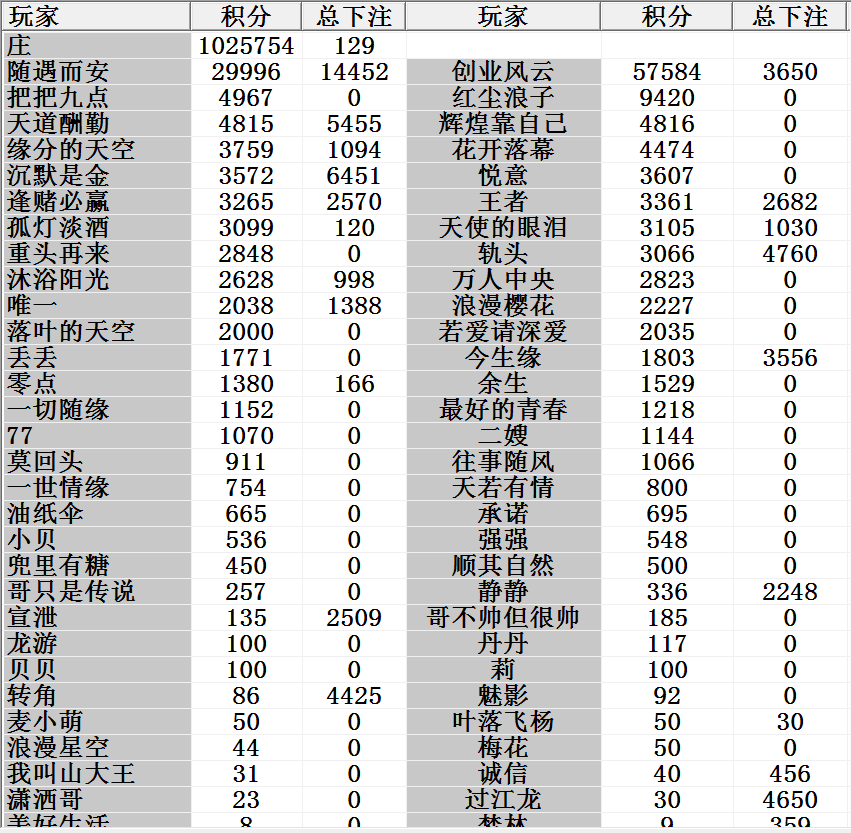 玩家 积分 总下注 玩家 积分 总下注
庄 1025754 129
随遇而安 29996 14452 创业风云 57584 3650
把把九点 4967 0 红尘浪子 9420 0
天道酬勤 4815 5455 辉煌靠自己 4816 0
缘分的天空 3759 1094 花开落幕 4474 0
沉默是金 3572 6451 悦意 3607 0
逢赌必赢 3265 2570 王者 3361 2682
孤灯淡酒 3099 120 天使的眼泪 3105 1030
重头再来 2848 0 轨头 3066 4760
沐浴阳光 2628 998 万人中央 2823 0
唯一 2038 1388 浪漫樱花 2227 0
落叶的天空 2000 0 若爱请深爱 2035 0
丢丢 1771 0 今生缘 1803 3556
零点 1380 166 余生 1529 0
一切随缘 1152 0 最好的青春 1218 0
77 1070 0 二嫂 1144 0
莫回头 911 0 往事随风 1066 0
一世情缘 754 0 天若有情 800 0
油纸伞 665 0 承诺 695 0
小贝 536 0 强强 548 0
兜里有糖 450 0 顺其自然 500 0
哥只是传说 257 0 静静 336 2248
宣泄 135 2509 哥不帅但很帅 185 0
龙游 100 0 丹丹 117 0
贝贝 100 0 莉 100 0
转角 86 4425 魅影 92 0
麦小萌 50 0 叶落飞杨 50 30
浪漫星空 44 0 梅花 50 0
我叫山大王 31 0 诚信 40 456
潇洒哥 23 0 过江龙 30 4650
美好生活 8 0 梦林 9 359